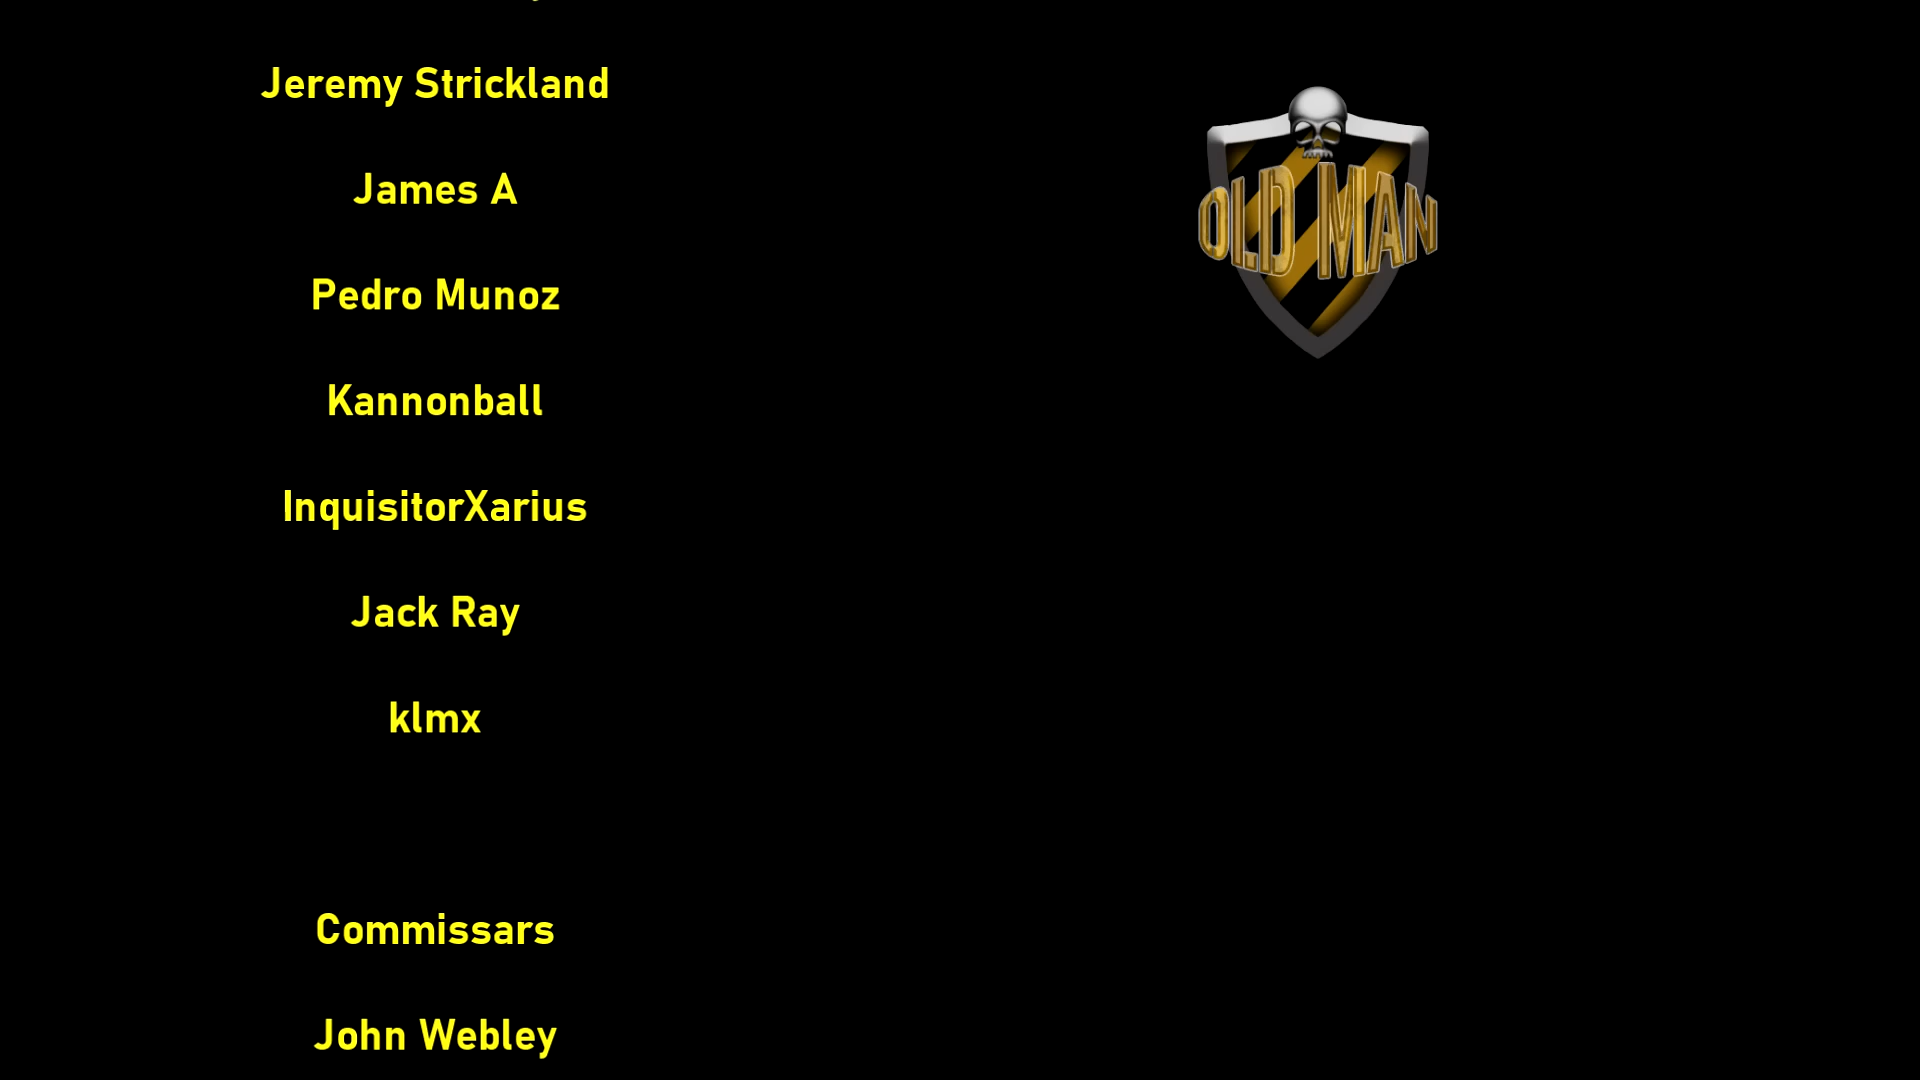 Jeremy Strickland
James A
Pedro Munoz
Kannonball
InquisitorXarius
Jack Ray
klmx
Commissars
John Webley
OLD MAN